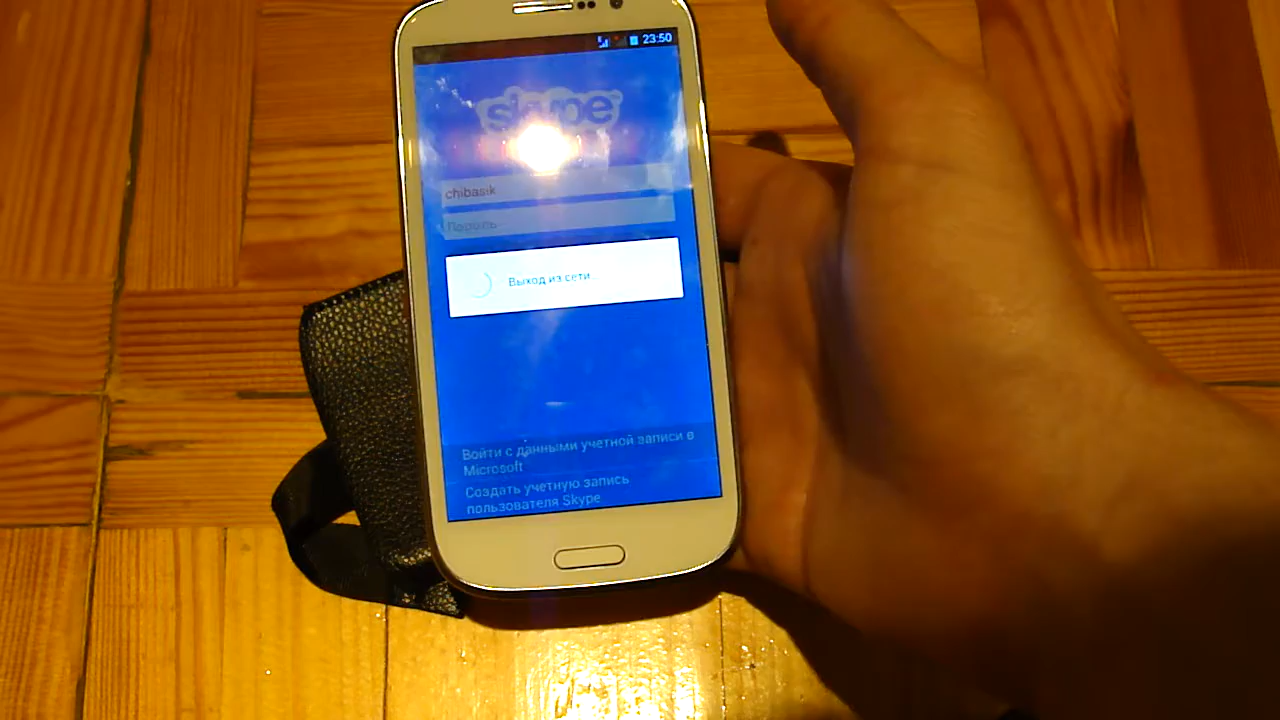 23:50
skype
chibasik
Пароль
Выход из сети...
Войти с данными учетной записи в
Microsoft
Создать учетную запись
пользователя Skype